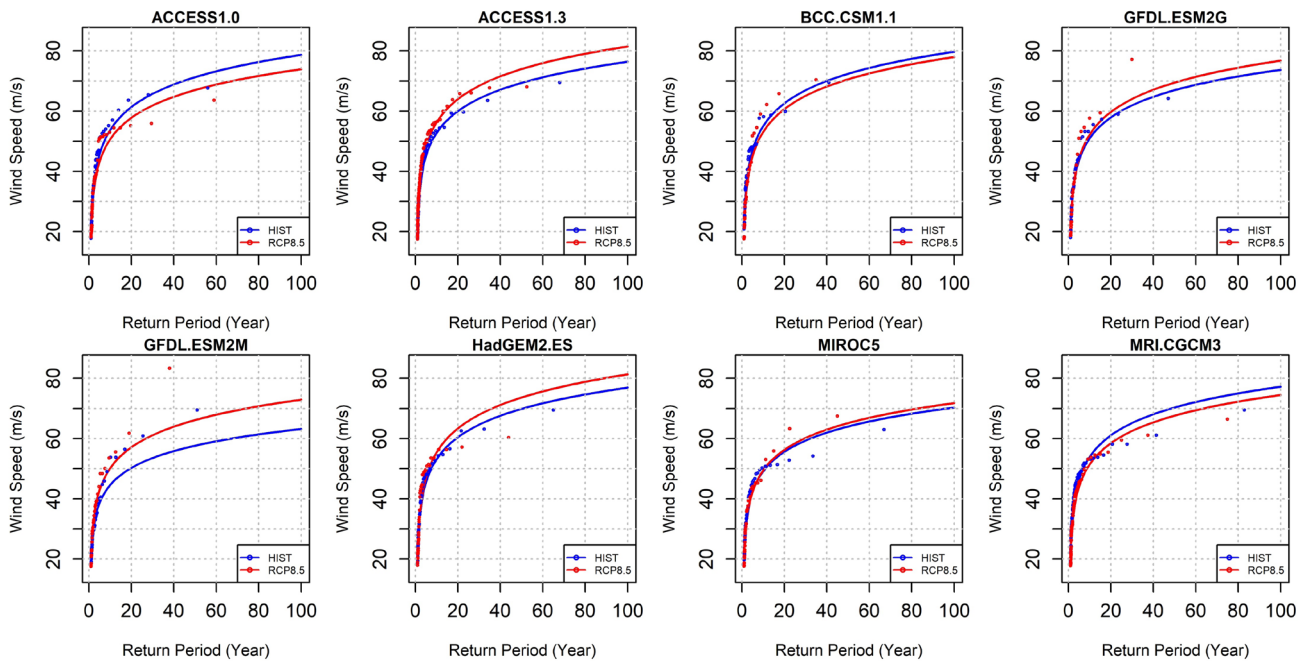 ACCESS1.0
Wind Speed (m/s)
80
60
40
20
0 20 40 60 80 100
Return Period (Year)
HIST
RCP8.5
ACCESS1.3
Wind Speed (m/s)
80
60
40
20
0 20 40 60 80 100
Return Period (Year)
HIST
RCP8.5
BCC.CSM1.1
Wind Speed (m/s)
80
60
40
20
0 20 40 60 80 100
Return Period (Year)
HIST
RCP8.5
GFDL.ESM2G
Wind Speed (m/s)
80
60
40
20
0 20 40 60 80 100
Return Period (Year)
HIST
RCP8.5
GFDL.ESM2M
Wind Speed (m/s)
80
60
40
20
0 20 40 60 80 100
Return Period (Year)
HIST
RCP8.5
HadGEM2.ES
Wind Speed (m/s)
80
60
40
20
0 20 40 60 80 100
Return Period (Year)
HIST
RCP8.5
MIROC5
Wind Speed (m/s)
80
60
40
20
0 20 40 60 80 100
Return Period (Year)
HIST
RCP8.5
MRI.CGCM3
Wind Speed (m/s)
80
60
40
20
0 20 40 60 80 100
Return Period (Year)
HIST
RCP8.5